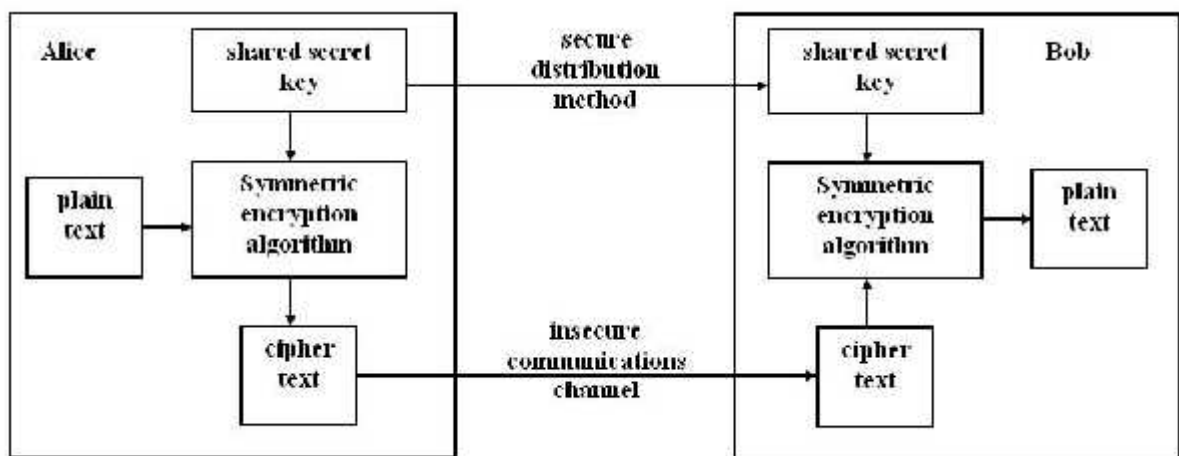 Alice
shared secret
key
secure
distribution
method
shared secret
key
Bob
plain
text
Symmetric
encryption
algorithm
Symmetric
encryption
algorithm
plain
text
cipher
text
insecure
communications
channel
cipher
text